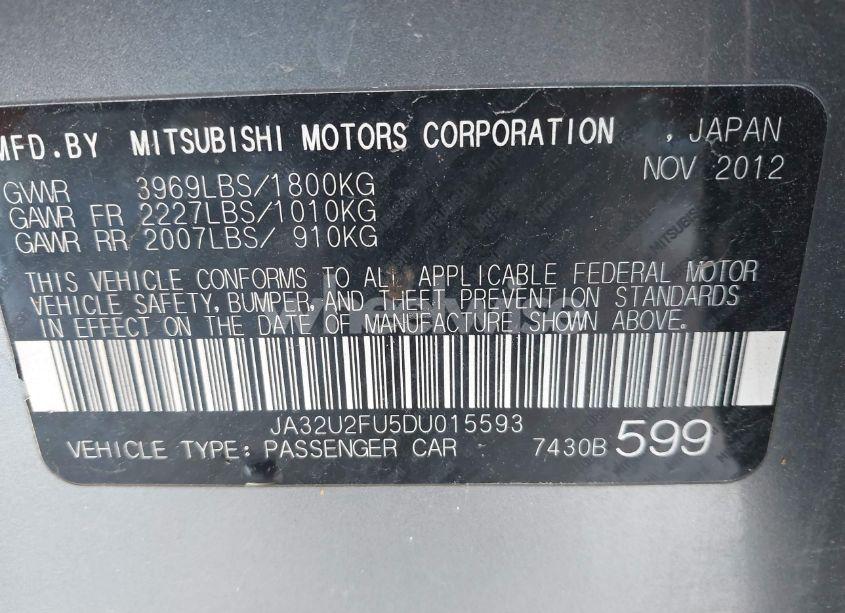 MFD.BY MITSUBISHI MOTORS CORPORATION , JAPAN
NOV 2012
GVWR 3969LBS/1800KG
GAWR FR 2227LBS/1010KG
GAWR RR 2007LBS/ 910KG
THIS VEHICLE CONFORMS TO ALL APPLICABLE FEDERAL MOTOR
VEHICLE SAFETY, BUMPER, AND THEFT PREVENTION STANDARDS
IN EFFECT ON THE DATE OF MANUFACTURE SHOWN ABOVE.
JA32U2FU5DU015593
VEHICLE TYPE: PASSENGER CAR 7430B 599